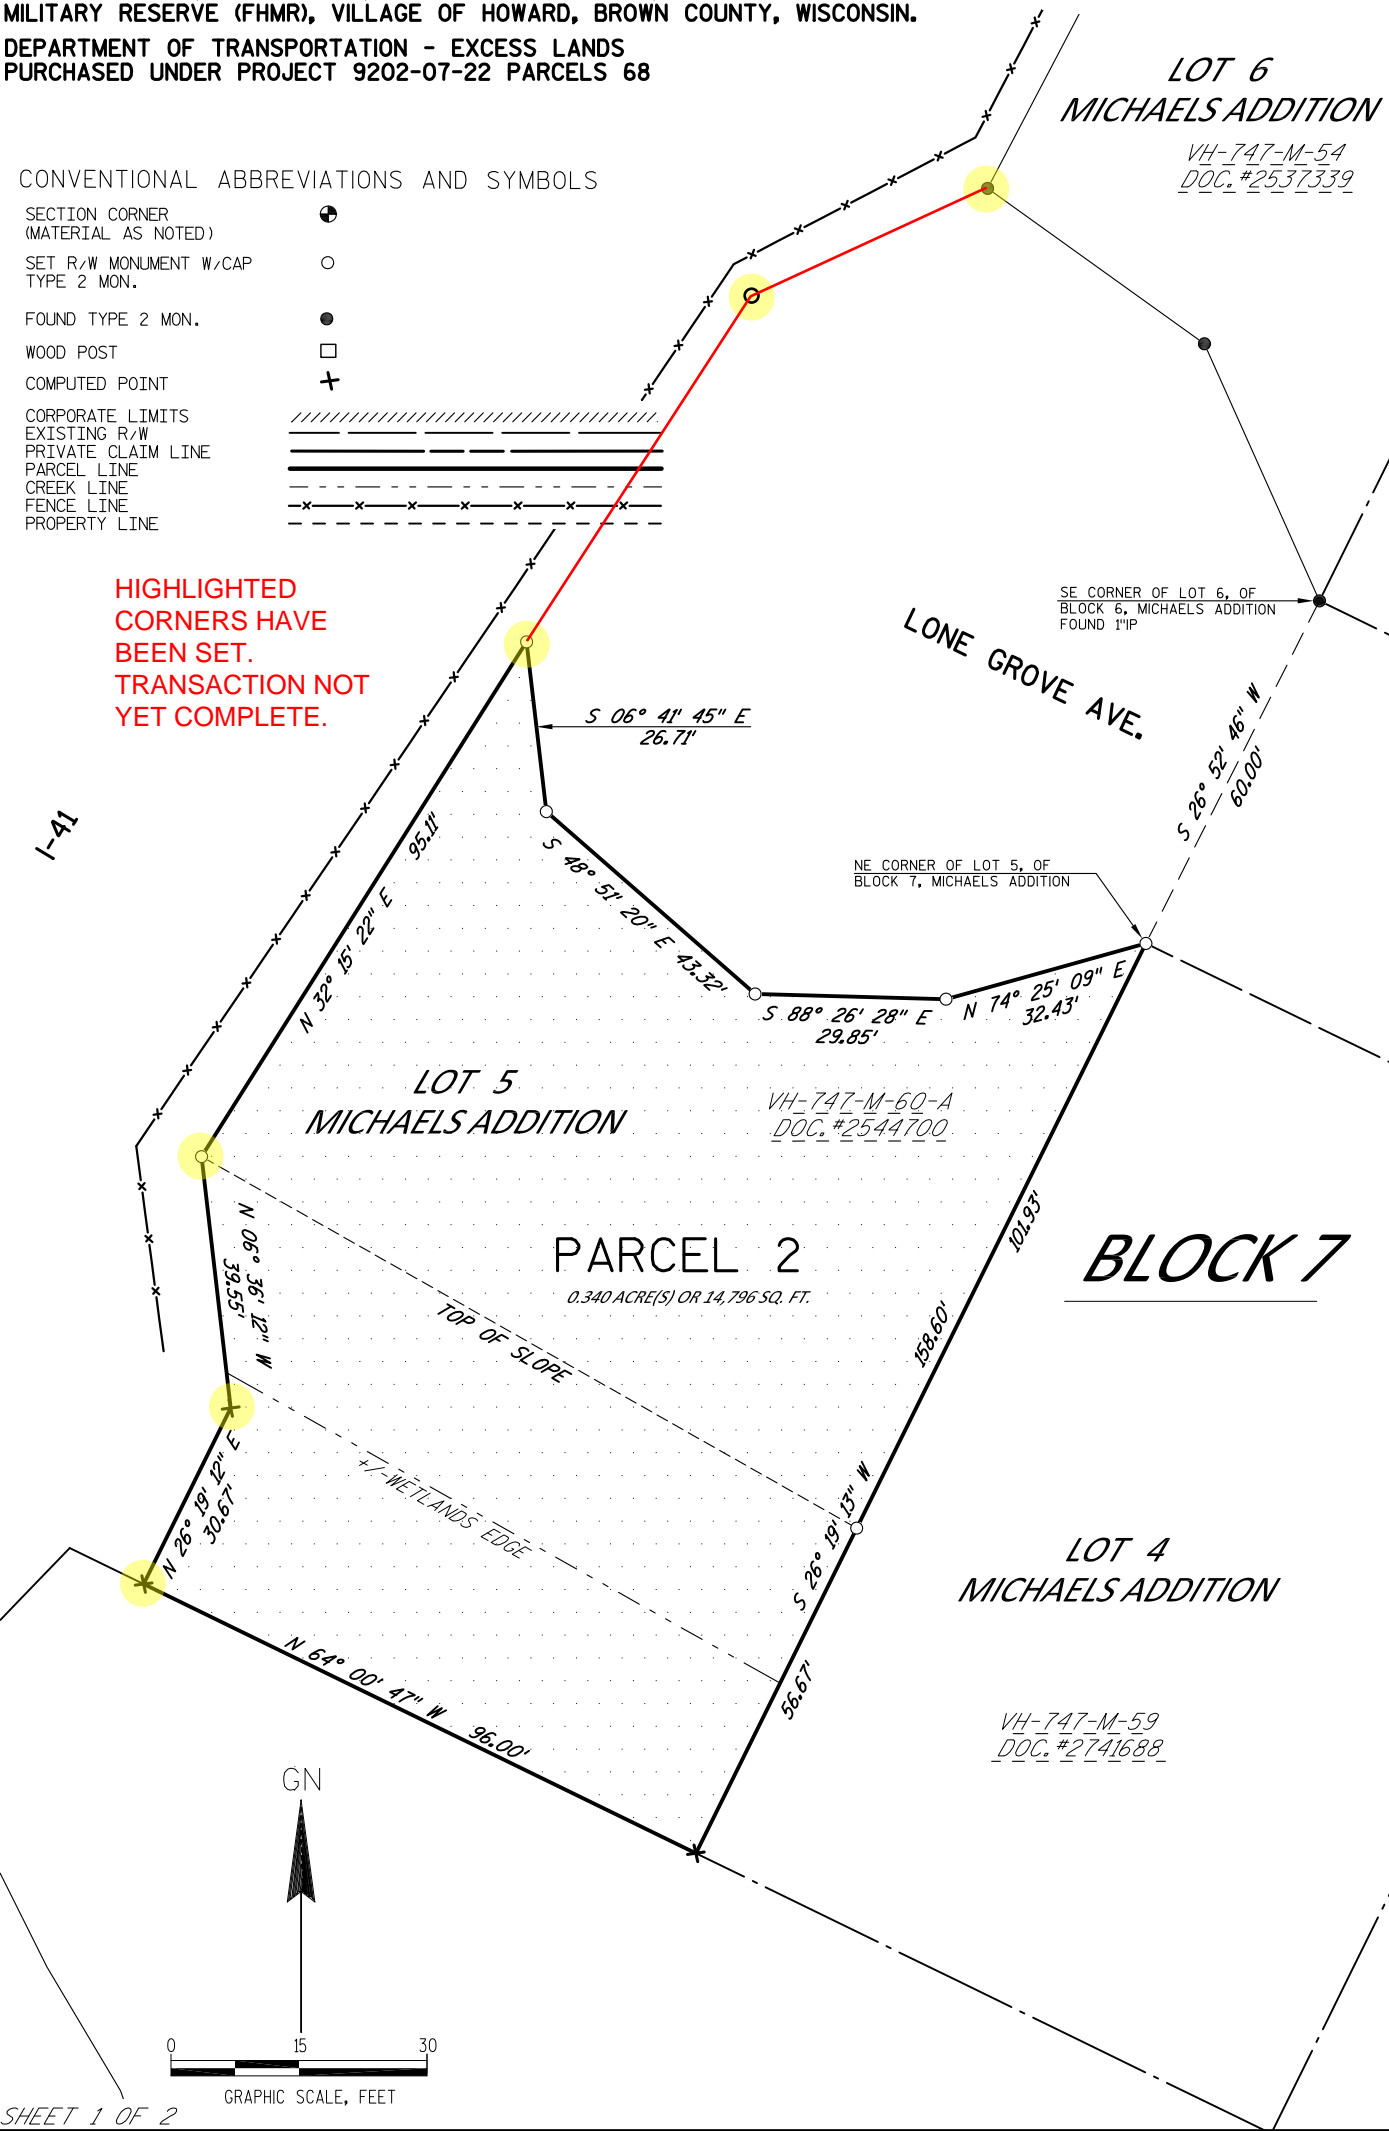 MILITARY RESERVE (FHMR), VILLAGE OF HOWARD, BROWN COUNTY, WISCONSIN.
DEPARTMENT OF TRANSPORTATION - EXCESS LANDS
PURCHASED UNDER PROJECT 9202-07-22 PARCELS 68
LOT 6
MICHAELS ADDITION
VH-747-M-54
DOC. #2537339
CONVENTIONAL ABBREVIATIONS AND SYMBOLS
SECTION CORNER
(MATERIAL AS NOTED)
SET R/W MONUMENT W/CAP
TYPE 2 MON.
FOUND TYPE 2 MON.
WOOD POST
COMPUTED POINT
CORPORATE LIMITS
EXISTING R/W
PRIVATE CLAIM LINE
PARCEL LINE
CREEK LINE
FENCE LINE
PROPERTY LINE
HIGHLIGHTED
CORNERS HAVE
BEEN SET.
TRANSACTION NOT
YET COMPLETE.
SE CORNER OF LOT 6, OF
BLOCK 6, MICHAELS ADDITION
FOUND 1"IP
LONE GROVE AVE.
S 26° 52' 46" W
60.00'
S 06° 41' 45" E
26.71'
I-41
N 32° 15' 22" E 95.11'
S 48° 51' 20" E 43.32'
NE CORNER OF LOT 5, OF
BLOCK 7, MICHAELS ADDITION
S 88° 26' 28" E
29.85'
N 74° 25' 09" E
32.43'
LOT 5
MICHAELS ADDITION
VH-747-M-60-A
DOC. #2544700
101.93'
N 06° 36' 12" W
39.55'
PARCEL 2
0.340 ACRE(S) OR 14,796 SQ. FT.
BLOCK 7
TOP OF SLOPE
158.60'
N 26° 19' 12" E
30.67'
+/-WETLANDS EDGE
S 26° 19' 13" W
56.67'
LOT 4
MICHAELS ADDITION
N 64° 00' 47" W 96.00'
VH-747-M-59
DOC. #2741688
GN
0 15 30
GRAPHIC SCALE, FEET
SHEET 1 OF 2